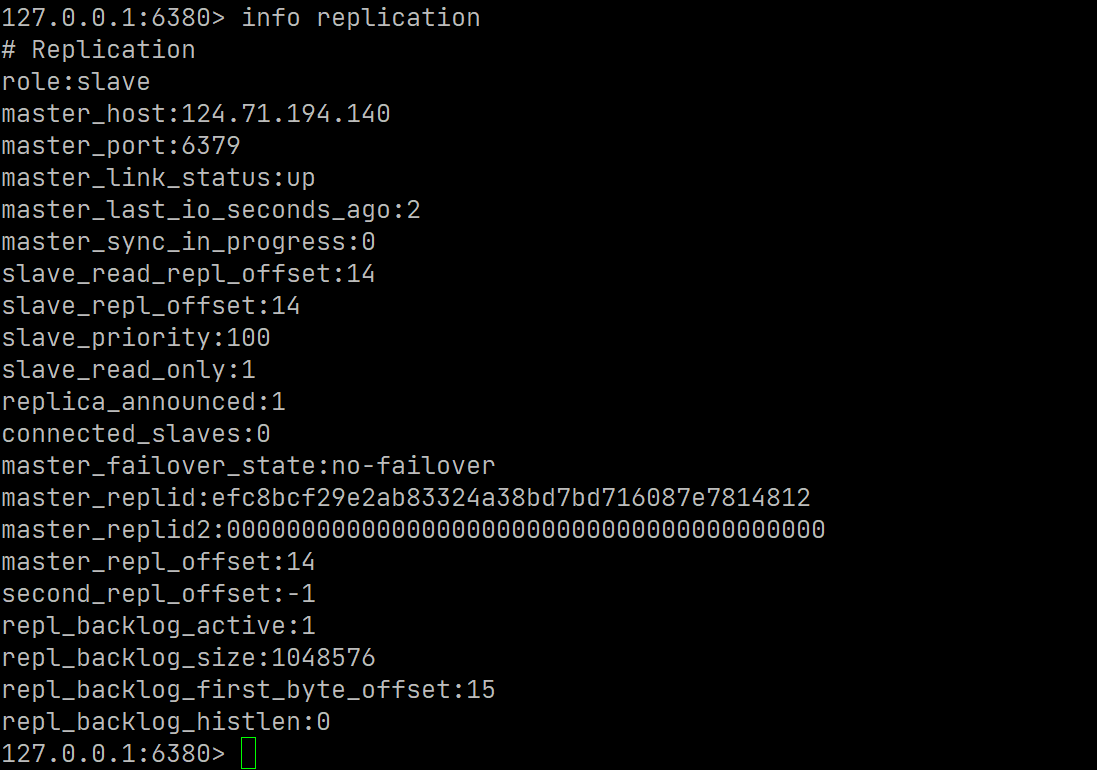 127.0.0.1:6380> info replication
# Replication
role:slave
master_host:124.71.194.140
master_port:6379
master_link_status:up
master_last_io_seconds_ago:2
master_sync_in_progress:0
slave_read_repl_offset:14
slave_repl_offset:14
slave_priority:100
slave_read_only:1
replica_announced:1
connected_slaves:0
master_failover_state:no-failover
master_replid:efc8bcf29e2ab83324a38bd7bd716087e7814812
master_replid2:0000000000000000000000000000000000000000
master_repl_offset:14
second_repl_offset:-1
repl_backlog_active:1
repl_backlog_size:1048576
repl_backlog_first_byte_offset:15
repl_backlog_histlen:0
127.0.0.1:6380>